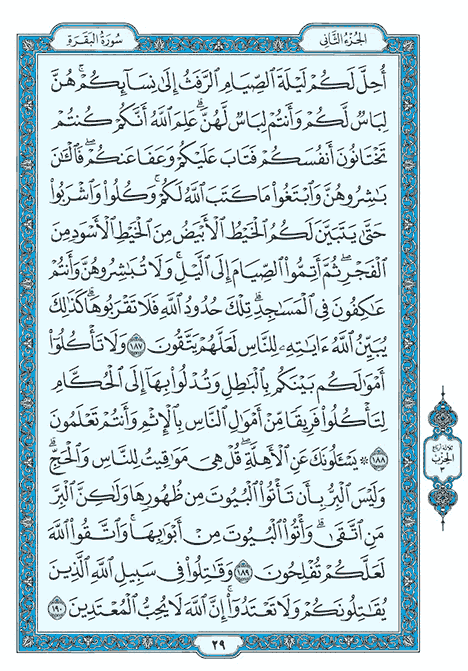 الجزء الثاني
سورة البقرة
أُحِلَّ لَكُمْ لَيْلَةَ ٱلصِّيَامِ ٱلرَّفَثُ إِلَىٰ نِسَآئِكُمْ ۚ هُنَّ
لِبَاسٌ لَّكُمْ وَأَنتُمْ لِبَاسٌ لَّهُنَّ ۗ عَلِمَ ٱللَّهُ أَنَّكُمْ كُنتُمْ
تَخْتَانُونَ أَنفُسَكُمْ فَتَابَ عَلَيْكُمْ وَعَفَا عَنكُمْ ۖ فَٱلْـَٰٔنَ
بَٰشِرُوهُنَّ وَٱبْتَغُوا۟ مَا كَتَبَ ٱللَّهُ لَكُمْ ۚ وَكُلُوا۟ وَٱشْرَبُوا۟
حَتَّىٰ يَتَبَيَّنَ لَكُمُ ٱلْخَيْطُ ٱلْأَبْيَضُ مِنَ ٱلْخَيْطِ ٱلْأَسْوَدِ مِنَ
ٱلْفَجْرِ ۖ ثُمَّ أَتِمُّوا۟ ٱلصِّيَامَ إِلَى ٱلَّيْلِ ۚ وَلَا تُبَٰشِرُوهُنَّ وَأَنتُمْ
عَٰكِفُونَ فِى ٱلْمَسَٰجِدِ ۗ تِلْكَ حُدُودُ ٱللَّهِ فَلَا تَقْرَبُوهَا ۗ كَذَٰلِكَ
يُبَيِّنُ ٱللَّهُ ءَايَٰتِهِۦ لِلنَّاسِ لَعَلَّهُمْ يَتَّقُونَ ١٨٧ وَلَا تَأْكُلُوٓا۟
أَمْوَٰلَكُم بَيْنَكُم بِٱلْبَٰطِلِ وَتُدْلُوا۟ بِهَآ إِلَى ٱلْحُكَّامِ
لِتَأْكُلُوا۟ فَرِيقًا مِّنْ أَمْوَٰلِ ٱلنَّاسِ بِٱلْإِثْمِ وَأَنتُمْ تَعْلَمُونَ
١٨٨ ۞ يَسْـَٔلُونَكَ عَنِ ٱلْأَهِلَّةِ ۖ قُلْ هِىَ مَوَٰقِيتُ لِلنَّاسِ وَٱلْحَجِّ ۗ
وَلَيْسَ ٱلْبِرُّ بِأَن تَأْتُوا۟ ٱلْبُيُوتَ مِن ظُهُورِهَا وَلَٰكِنَّ ٱلْبِرَّ
مَنِ ٱتَّقَىٰ ۗ وَأْتُوا۟ ٱلْبُيُوتَ مِنْ أَبْوَٰبِهَا ۚ وَٱتَّقُوا۟ ٱللَّهَ
لَعَلَّكُمْ تُفْلِحُونَ ١٨٩ وَقَٰتِلُوا۟ فِى سَبِيلِ ٱللَّهِ ٱلَّذِينَ
يُقَٰتِلُونَكُمْ وَلَا تَعْتَدُوٓا۟ ۚ إِنَّ ٱللَّهَ لَا يُحِبُّ ٱلْمُعْتَدِينَ ١٩٠
الحزب
٢٩